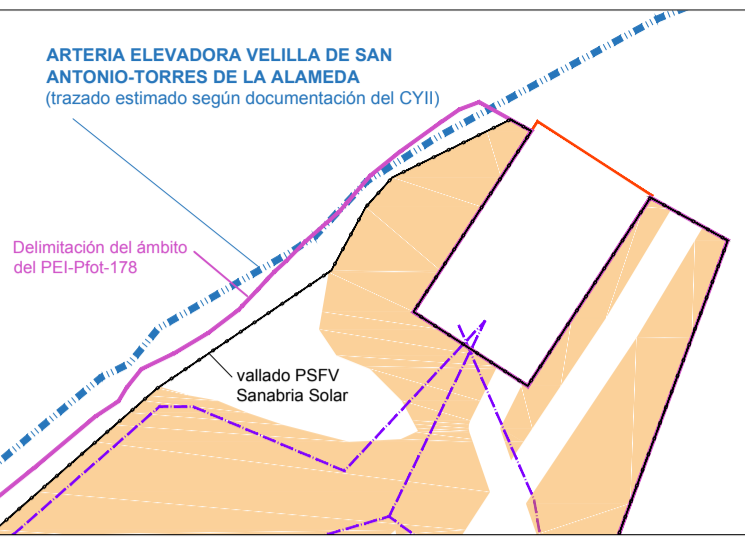 ARTERIA ELEVADORA VELILLA DE SAN
ANTONIO-TORRES DE LA ALAMEDA
(trazado estimado según documentación del CYII)
Delimitación del ámbito
del PEI-Pfot-178
vallado PSFV
Sanabria Solar